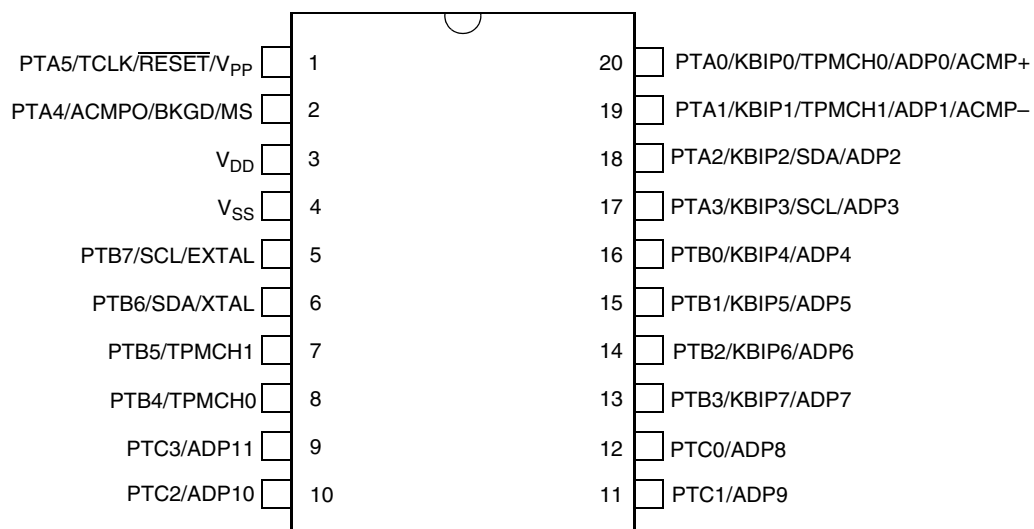 PTA5/TCLK/RESET/VPP 1 20 PTA0/KBIP0/TPMCH0/ADP0/ACMP+
PTA4/ACMPO/BKGD/MS 2 19 PTA1/KBIP1/TPMCH1/ADP1/ACMP–
VDD 3 18 PTA2/KBIP2/SDA/ADP2
VSS 4 17 PTA3/KBIP3/SCL/ADP3
PTB7/SCL/EXTAL 5 16 PTB0/KBIP4/ADP4
PTB6/SDA/XTAL 6 15 PTB1/KBIP5/ADP5
PTB5/TPMCH1 7 14 PTB2/KBIP6/ADP6
PTB4/TPMCH0 8 13 PTB3/KBIP7/ADP7
PTC3/ADP11 9 12 PTC0/ADP8
PTC2/ADP10 10 11 PTC1/ADP9